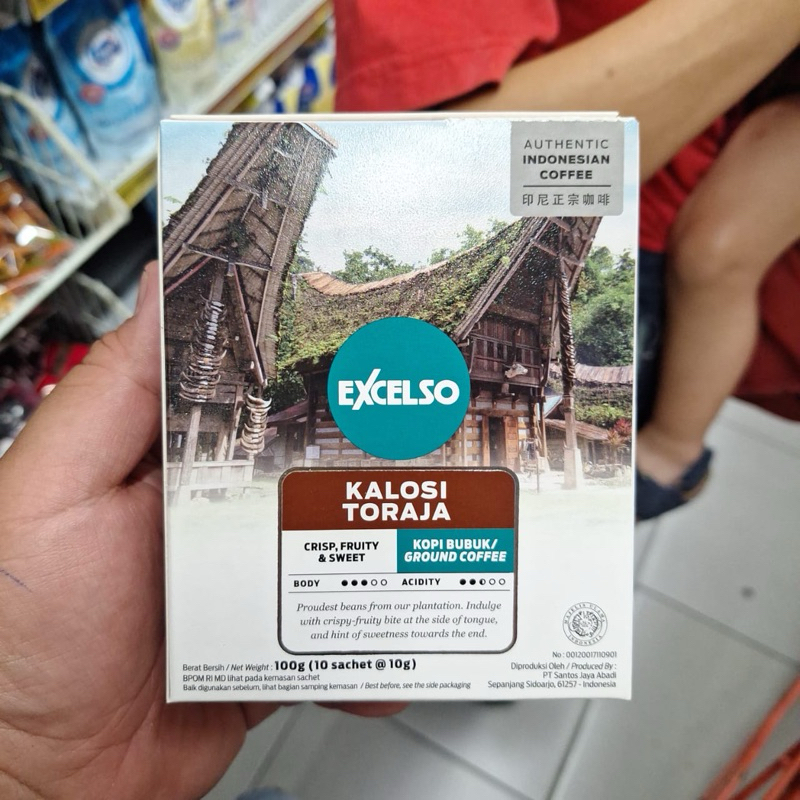 AUTHENTIC
INDONESIAN
COFFEE
印尼正宗咖啡
EXCELSO
KALOSI
TORAJA
CRISP, FRUITY
& SWEET
KOPI BUBUK/
GROUND COFFEE
BODY
ACIDITY
Proudest beans from our plantation. Indulge
with crispy-fruity bite at the side of tongue,
and hint of sweetness towards the end.
MAJELIS ULAMA
INDONESIA
No : 00120017110901
Berat Bersih / Net Weight : 100g (10 sachet @ 10g)
BPOM RI MD lihat pada kemasan sachet
Baik digunakan sebelum, lihat bagian samping kemasan / Best before, see the side packaging
Diproduksi Oleh / Produced By :
PT Santos Jaya Abadi
Sepanjang Sidoarjo, 61257 - Indonesia